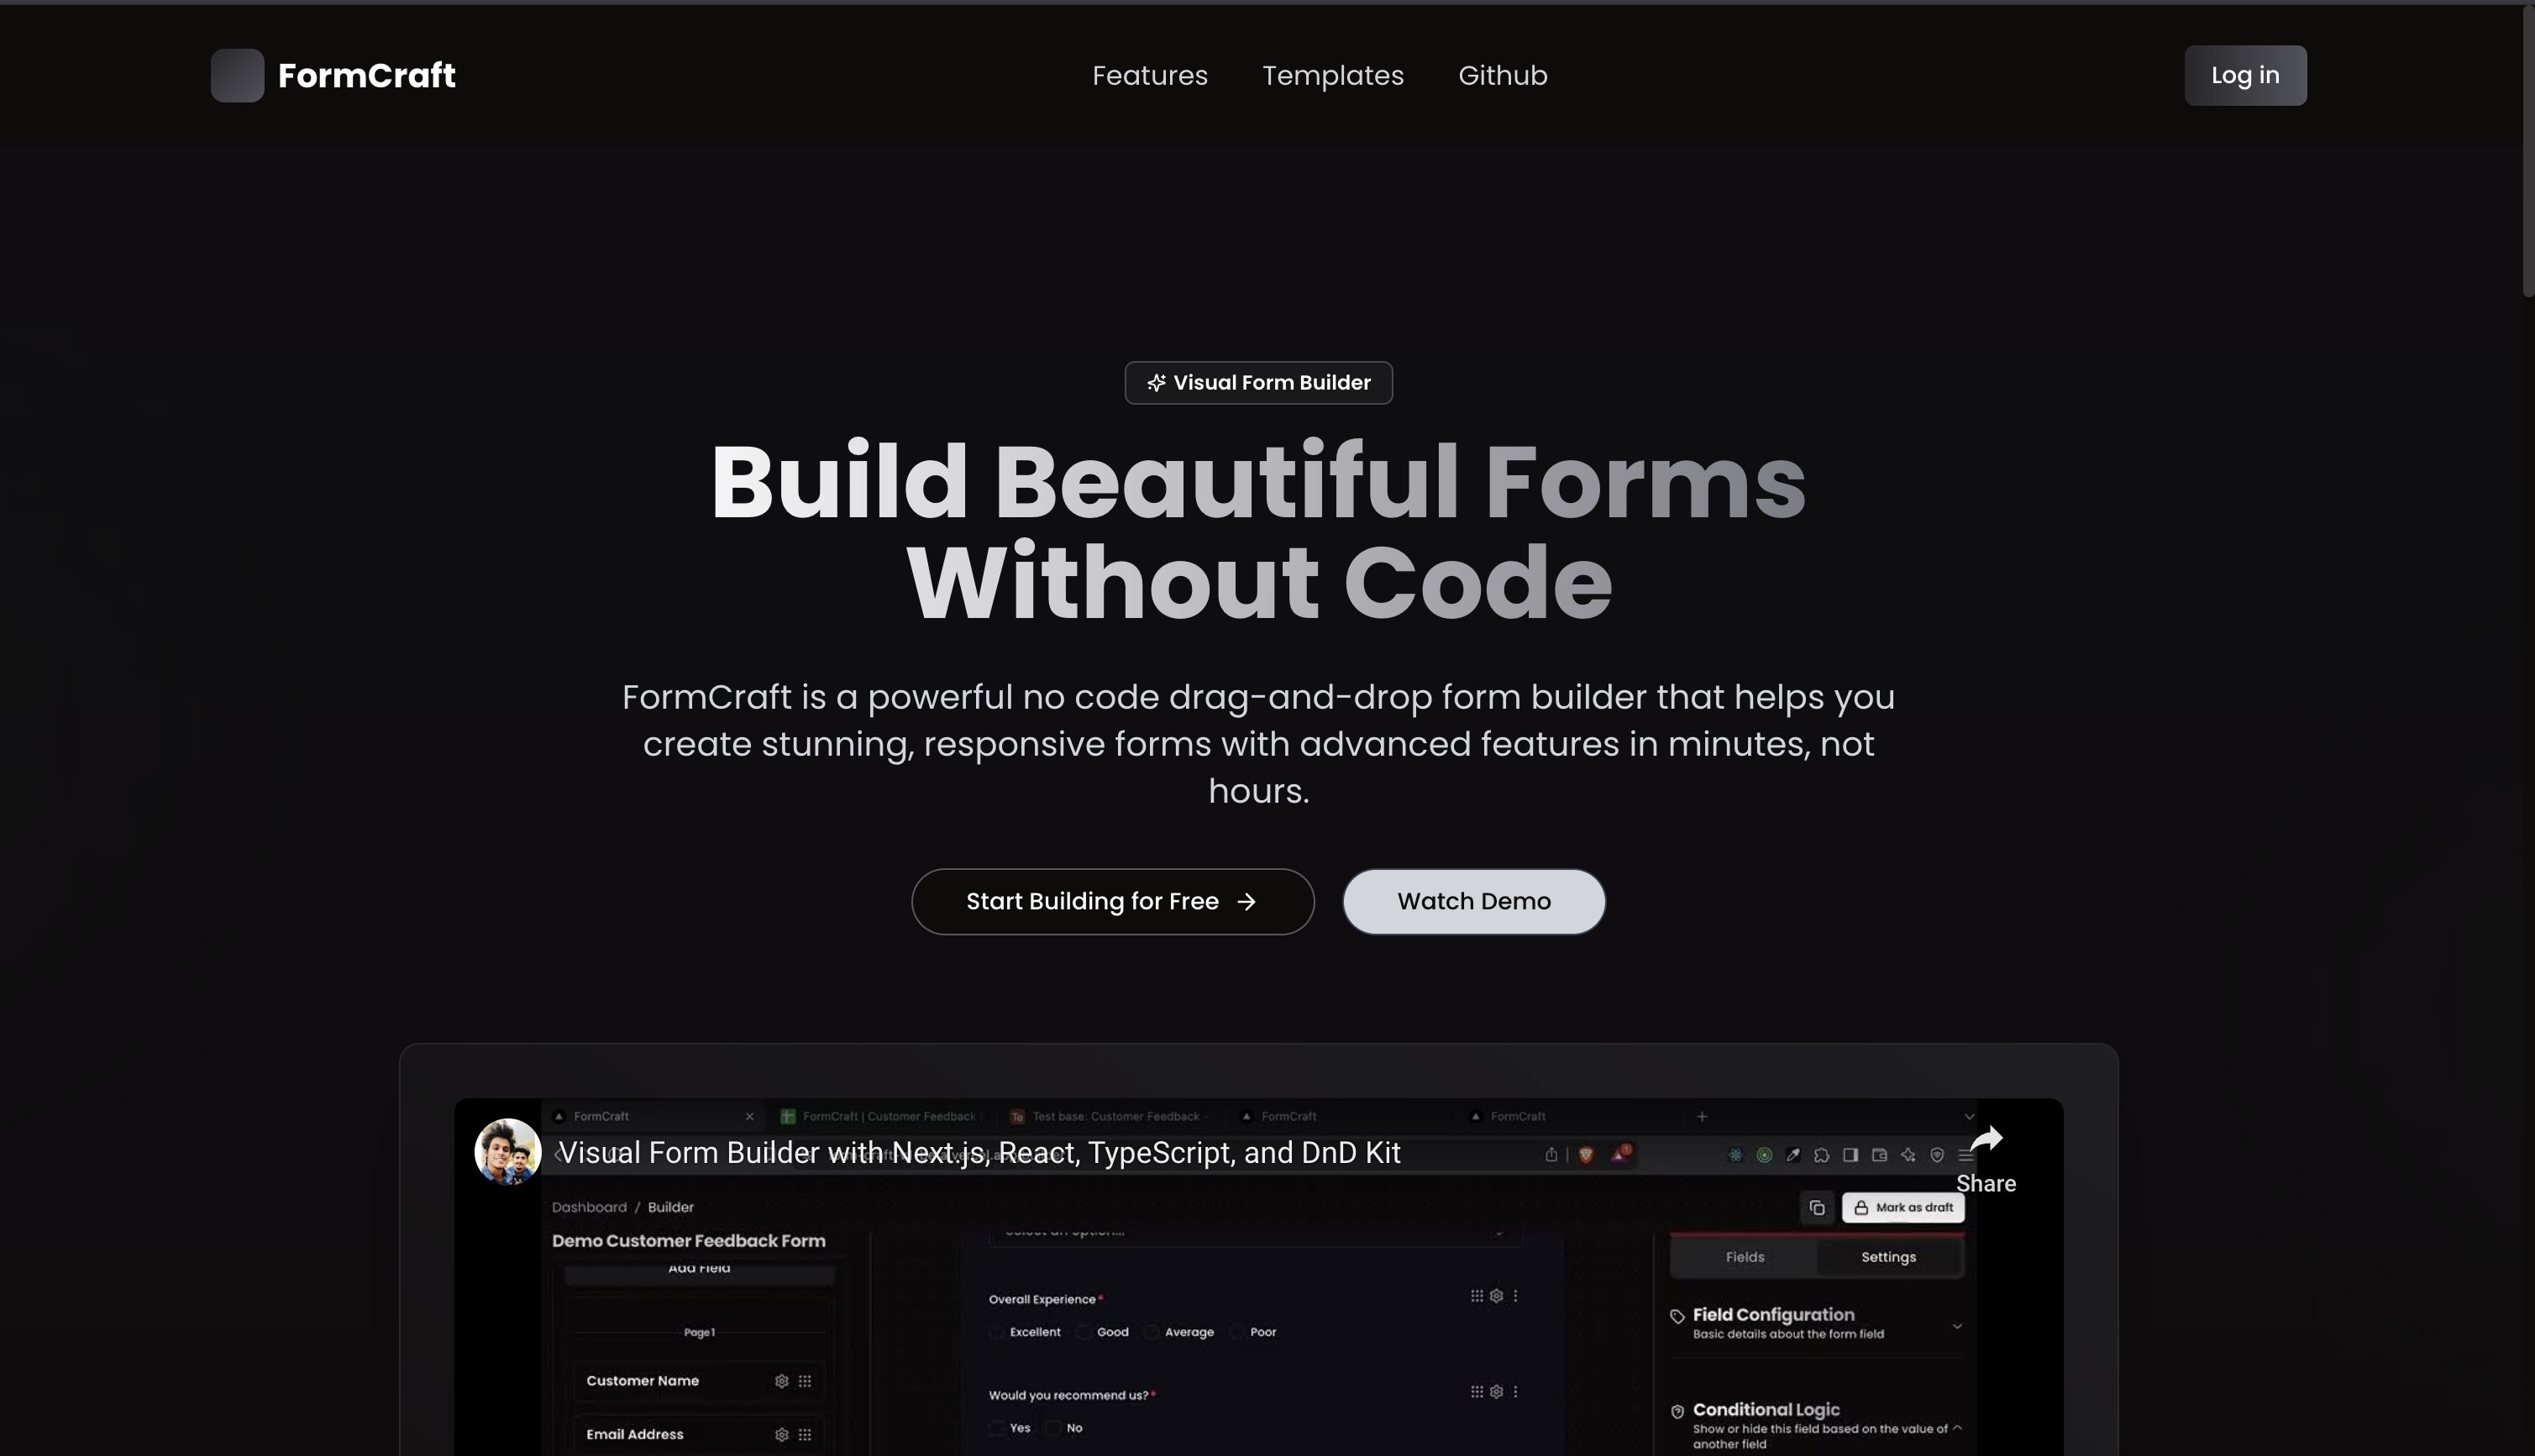 FormCraft
Features
Templates
Github
Log in
Visual Form Builder
Build Beautiful Forms
Without Code
FormCraft is a powerful no code drag-and-drop form builder that helps you
create stunning, responsive forms with advanced features in minutes, not
hours.
Start Building for Free
Watch Demo
FormCraft
FormCraft | Customer Feedback
Test base: Customer Feedback -
FormCraft
FormCraft
Visual Form Builder with Next.js, React, TypeScript, and DnD Kit
Share
Dashboard / Builder
Mark as draft
Demo Customer Feedback Form
Select an option...
Fields
Settings
Add Field
Overall Experience*
Excellent
Good
Average
Poor
Field Configuration
Basic details about the form field
Page 1
Customer Name
Would you recommend us?*
Yes
No
Conditional Logic
Show or hide this field based on the value of
another field
Email Address